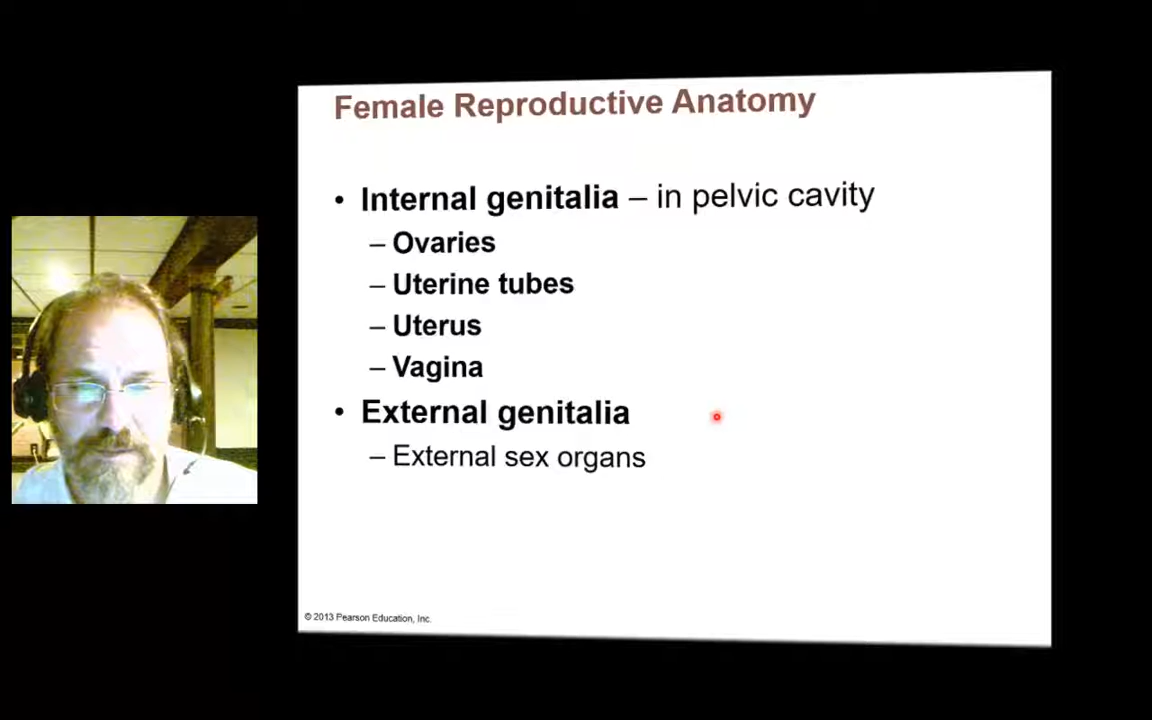 Female Reproductive Anatomy
• Internal genitalia – in pelvic cavity
– Ovaries
– Uterine tubes
– Uterus
– Vagina
• External genitalia
– External sex organs
© 2013 Pearson Education, Inc.